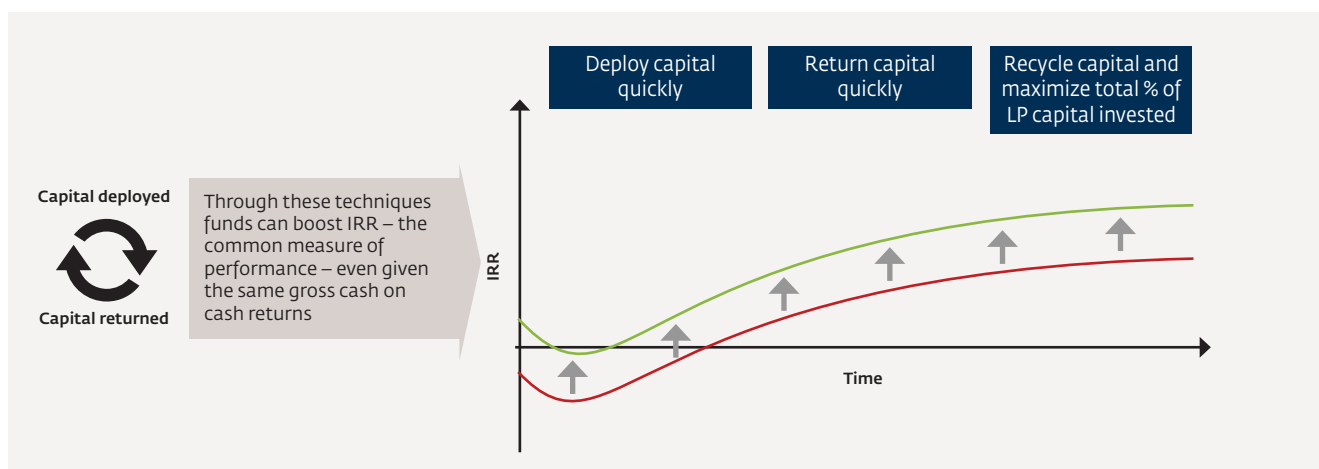 Deploy capital
quickly
Return capital
quickly
Recycle capital and
maximize total % of
LP capital invested
Capital deployed
Capital returned
Through these techniques
funds can boost IRR – the
common measure of
performance – even given
the same gross cash on
cash returns
IRR
Time